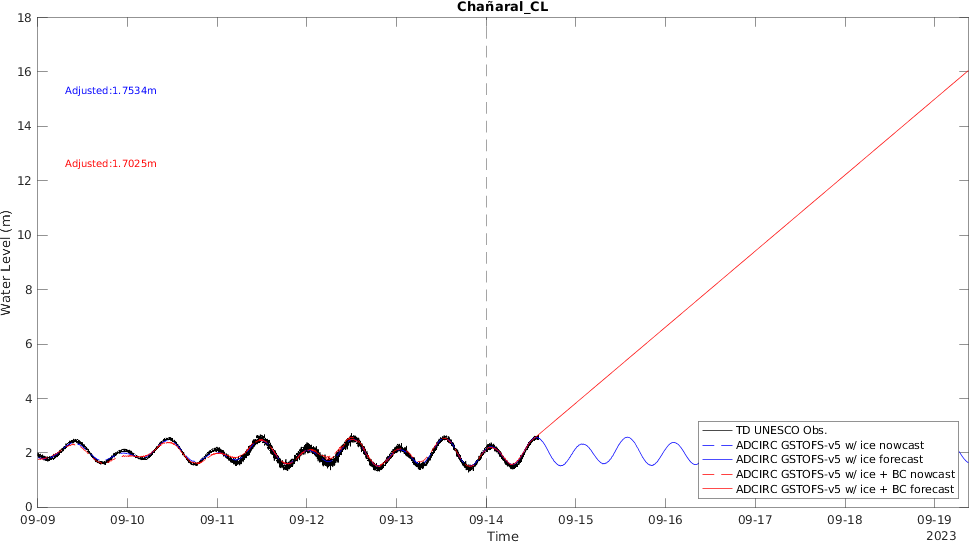 Chañaral_CL
18
16
14
12
10
8
6
4
2
0
Water Level (m)
Adjusted:1.7534m
Adjusted:1.7025m
TD UNESCO Obs.
ADCIRC GSTOFS-v5 w/ ice nowcast
ADCIRC GSTOFS-v5 w/ ice forecast
ADCIRC GSTOFS-v5 w/ ice + BC nowcast
ADCIRC GSTOFS-v5 w/ ice + BC forecast
09-09 09-10 09-11 09-12 09-13 09-14 09-15 09-16 09-17 09-18 09-19
Time
2023